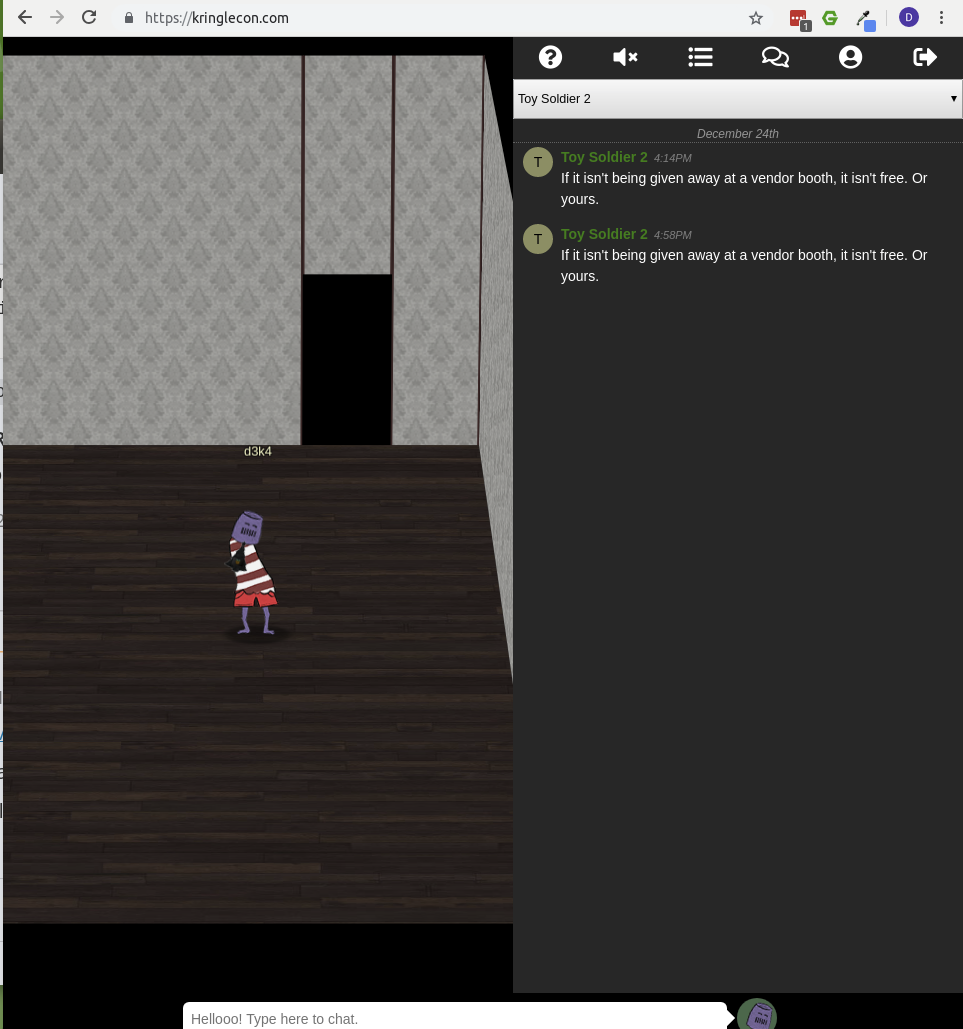 https://kringlecon.com
1
D
Toy Soldier 2
December 24th
T
Toy Soldier 2 4:14PM
If it isn't being given away at a vendor booth, it isn't free. Or
yours.
T
Toy Soldier 2 4:58PM
If it isn't being given away at a vendor booth, it isn't free. Or
yours.
d3k4
Hellooo! Type here to chat.